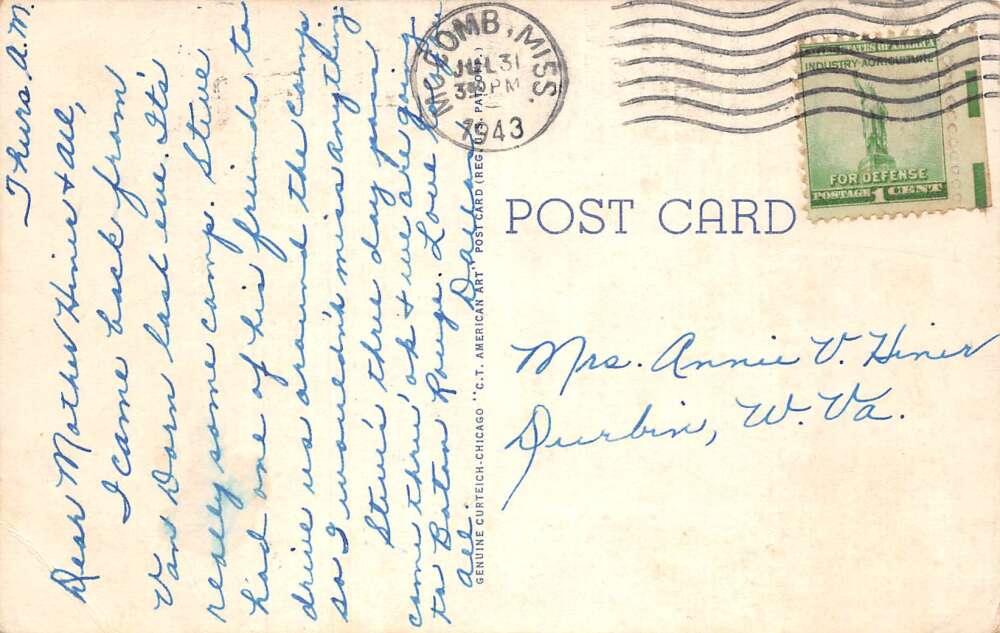 Thurs. A.M.
Dear Mother Hiner & all,
I came back from
Van Dorn last eve. It's
really some camp. Steve
had one of his friends to
drive us around the camp
so I wouldn't miss anything.
Steve's three day pass
came thru' ok & we are going
to Baton Rouge. Love to
all.
McCOMB, MISS.
JUL 31
PM
1943
UNITED STATES OF AMERICA
INDUSTRY-AGRICULTURE
FOR DEFENSE
POSTAGE 1 CENT
POST CARD
GENUINE CURTEICH-CHICAGO "C.T. AMERICAN ART" POST CARD (REG. U.S. PAT. OFF.)
Mrs. Annie V. Hiner
Durbin, W. Va.